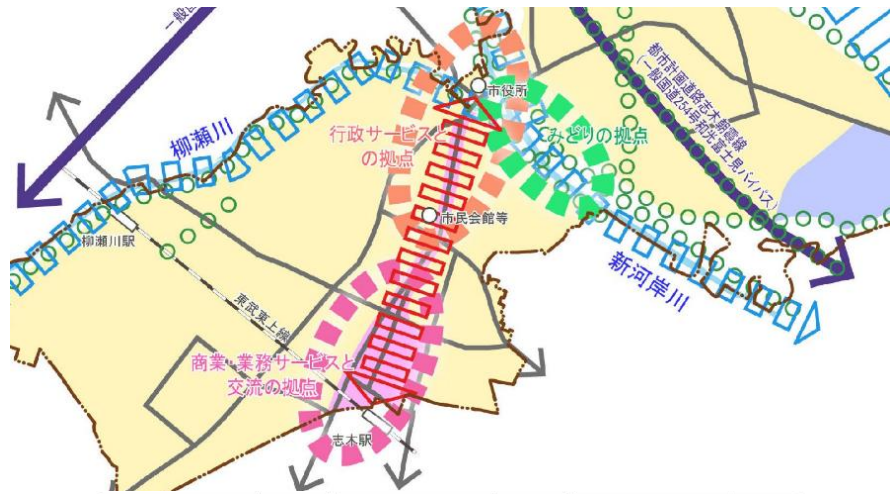 一般国
都市計画道路志木朝霞線
(一般国道254号和光富士見バイパス)
市役所
柳瀬川
行政サービスと
の拠点
みどりの拠点
市民会館等
柳瀬川駅
新河岸川
東武東上線
商業・業務サービスと
交流の拠点
志木駅